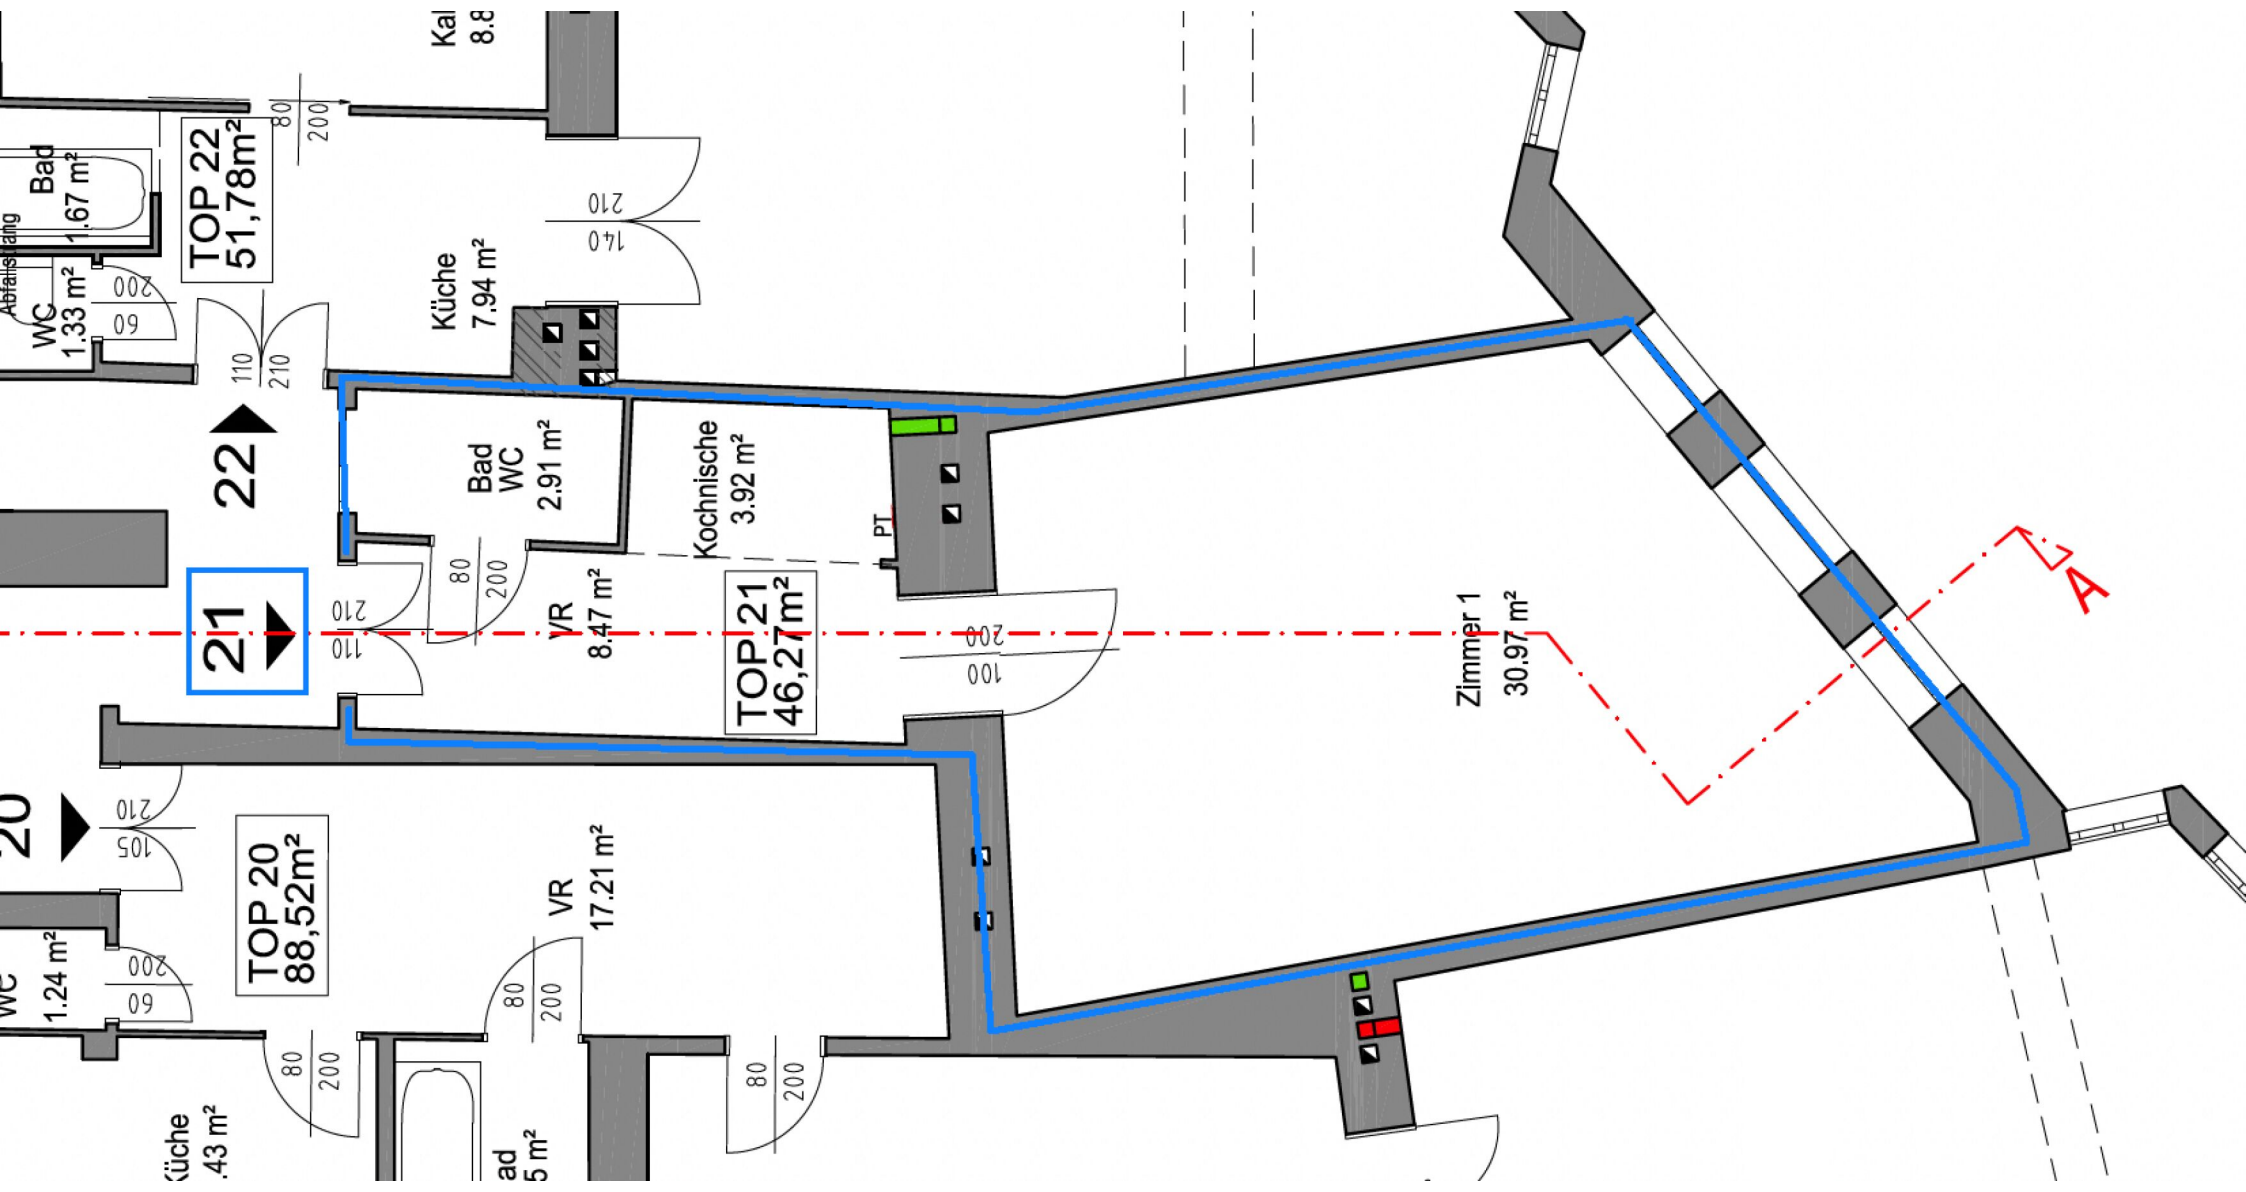 80
200
Bad
1.67 m²
TOP 22
51,78m²
Abfallstrang
WC
1.33 m²
200
60
110
210
Küche
7.94 m²
210
140
22
21
210
110
Bad
WC
2.91 m²
80
200
Kochnische
3.92 m²
PT
VR
8.47 m²
TOP 21
46,27m²
200
100
Zimmer 1
30.97 m²
A
20
210
105
TOP 20
88,52m²
VR
17.21 m²
WC
1.24 m²
200
60
80
200
80
200
80
200
Küche
.43 m²
ad
5 m²